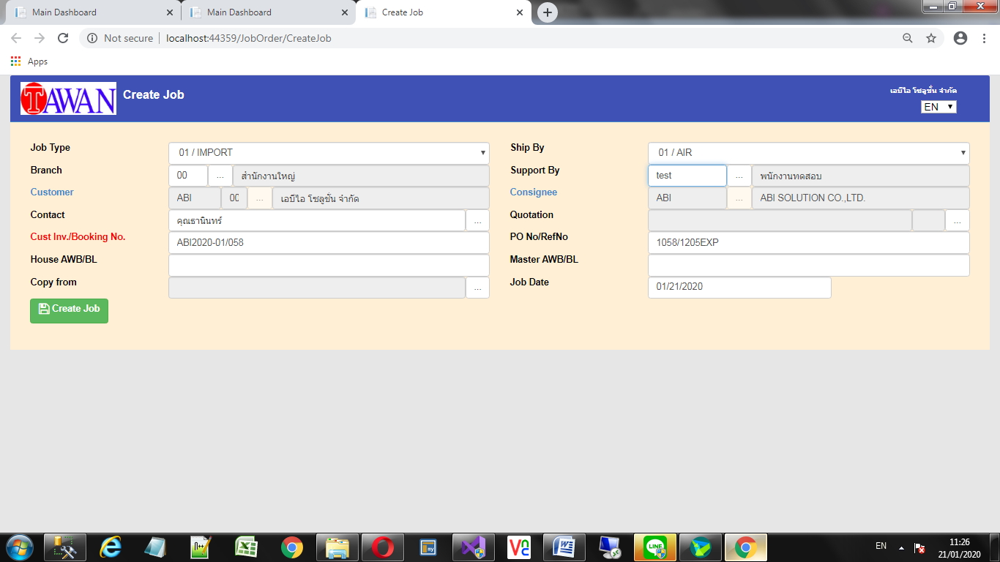 Main Dashboard
Main Dashboard
Create Job
Not secure
localhost:44359/JobOrder/CreateJob
Apps
TAWAN
Create Job
เอบีไอ โซลูชั่น จำกัด
EN
Job Type
01 / IMPORT
Ship By
01 / AIR
Branch
00
...
สำนักงานใหญ่
Support By
test
...
พนักงานทดสอบ
Customer
ABI
00
...
เอบีไอ โซลูชั่น จำกัด
Consignee
ABI
...
ABI SOLUTION CO.,LTD.
Contact
คุณธานินทร์
...
Quotation
...
Cust Inv./Booking No.
ABI2020-01/058
PO No/RefNo
1058/1205EXP
House AWB/BL
Master AWB/BL
Copy from
...
Job Date
01/21/2020
Create Job
EN
11:26
21/01/2020